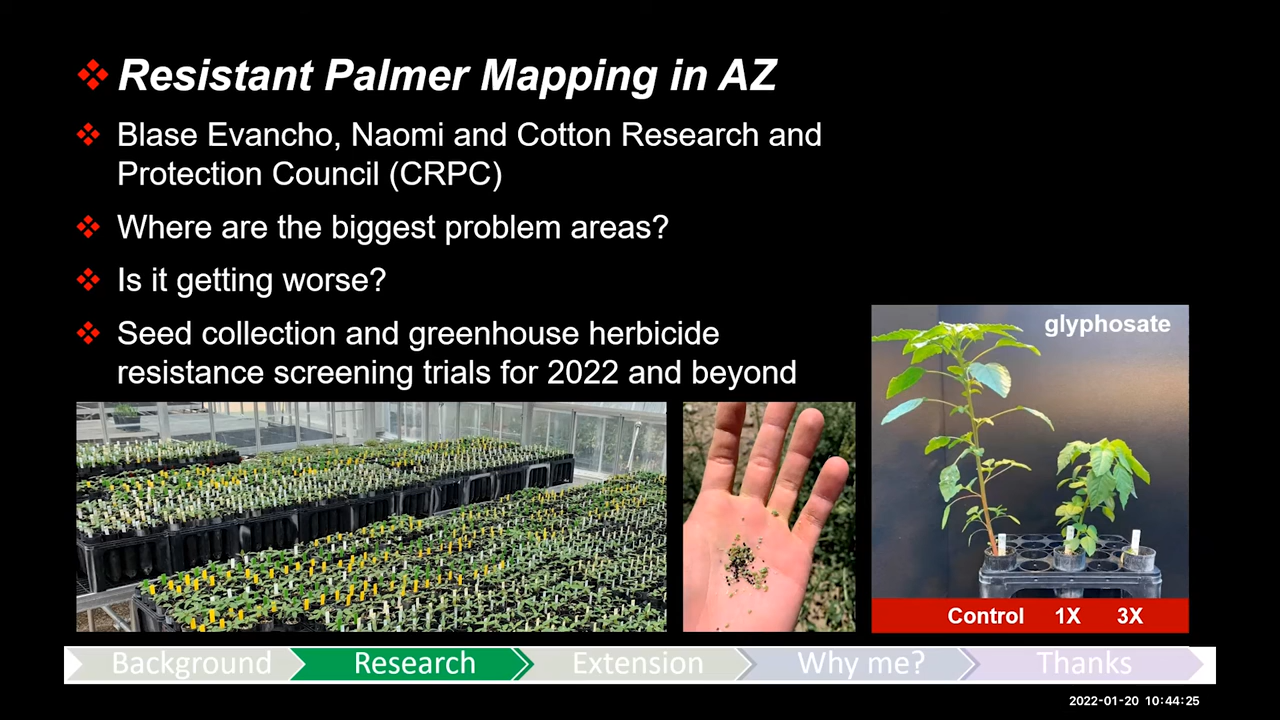 Resistant Palmer Mapping in AZ
Blase Evancho, Naomi and Cotton Research and
Protection Council (CRPC)
Where are the biggest problem areas?
Is it getting worse?
Seed collection and greenhouse herbicide
resistance screening trials for 2022 and beyond
glyphosate
Control 1X 3X
Background Research Extension Why me? Thanks
2022-01-20 10:44:25